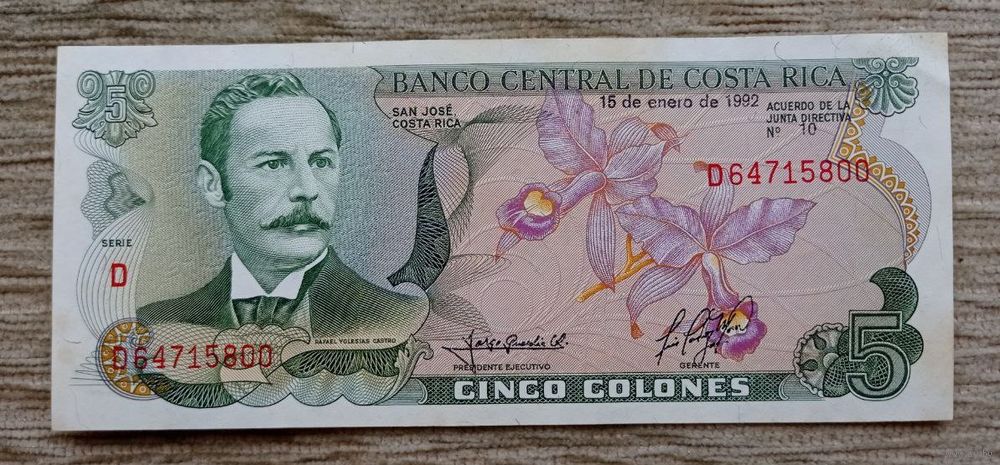 5
BANCO CENTRAL DE COSTA RICA
SAN JOSÉ
COSTA RICA
15 de enero de 1992
ACUERDO DE LA
JUNTA DIRECTIVA
Nº 10
D64715800
SERIE
D
RAFAEL YGLESIAS CASTRO
D64715800
PRESIDENTE EJECUTIVO
GERENTE
CINCO COLONES
5